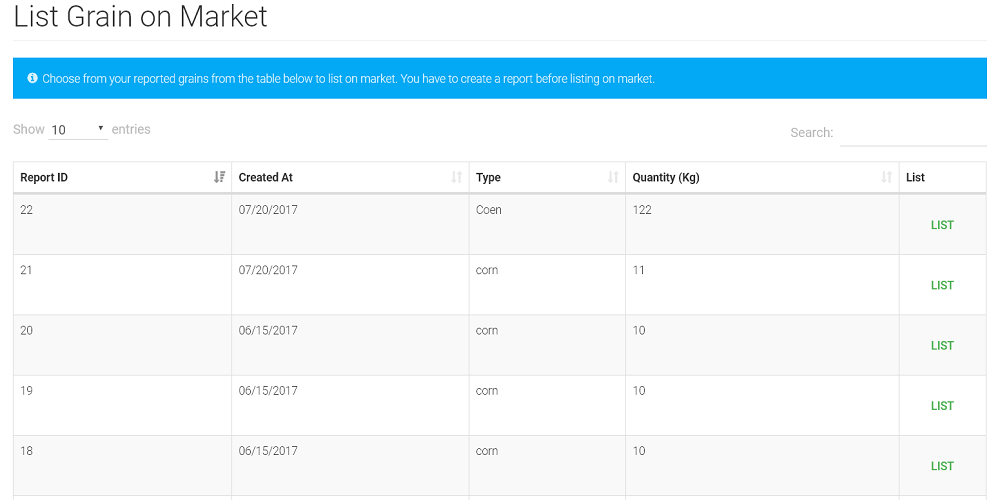 List Grain on Market
Choose from your reported grains from the table below to list on market. You have to create a report before listing on market.
Show 10 entries Search:
Report ID Created At Type Quantity (Kg) List
22 07/20/2017 Coen 122 LIST
21 07/20/2017 corn 11 LIST
20 06/15/2017 corn 10 LIST
19 06/15/2017 corn 10 LIST
18 06/15/2017 corn 10 LIST